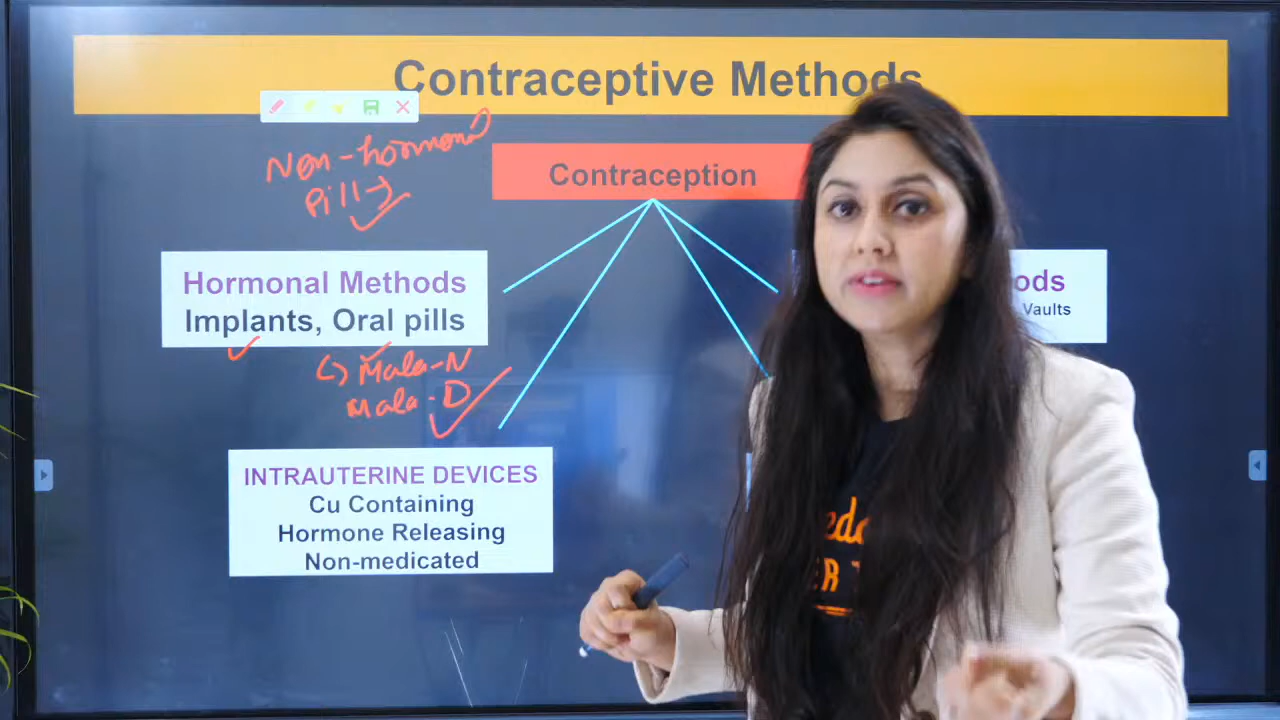 Contraceptive Methods
Non-hormonal
Pill→
Contraception
Hormonal Methods
Implants, Oral pills
ods
Vaults
Mala-N
Mala-D
INTRAUTERINE DEVICES
Cu Containing
Hormone Releasing
Non-medicated